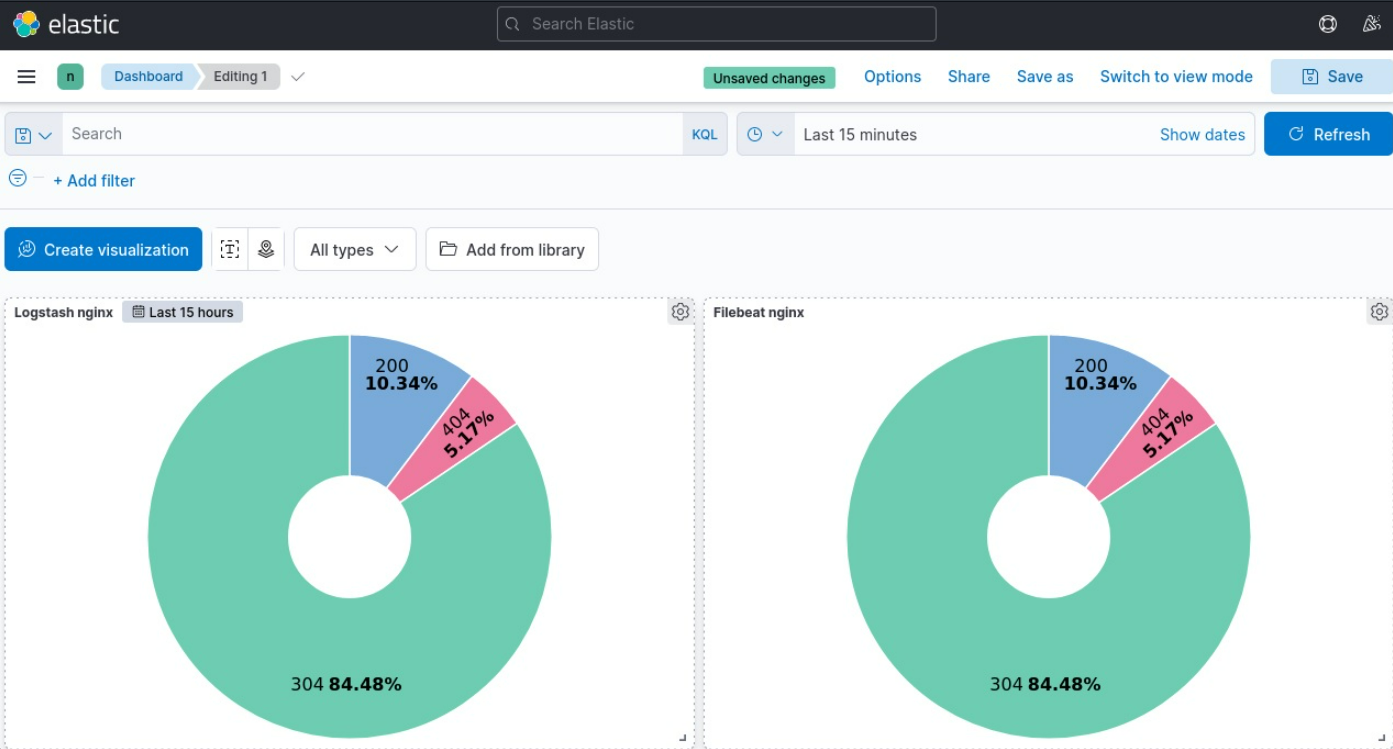 elastic
Search Elastic
n
Dashboard
Editing 1
Unsaved changes
Options
Share
Save as
Switch to view mode
Save
Search
KQL
Last 15 minutes
Show dates
Refresh
+ Add filter
Create visualization
All types
Add from library
Logstash nginx
Last 15 hours
200
10.34%
404
5.17%
304 84.48%
Filebeat nginx
200
10.34%
404
5.17%
304 84.48%